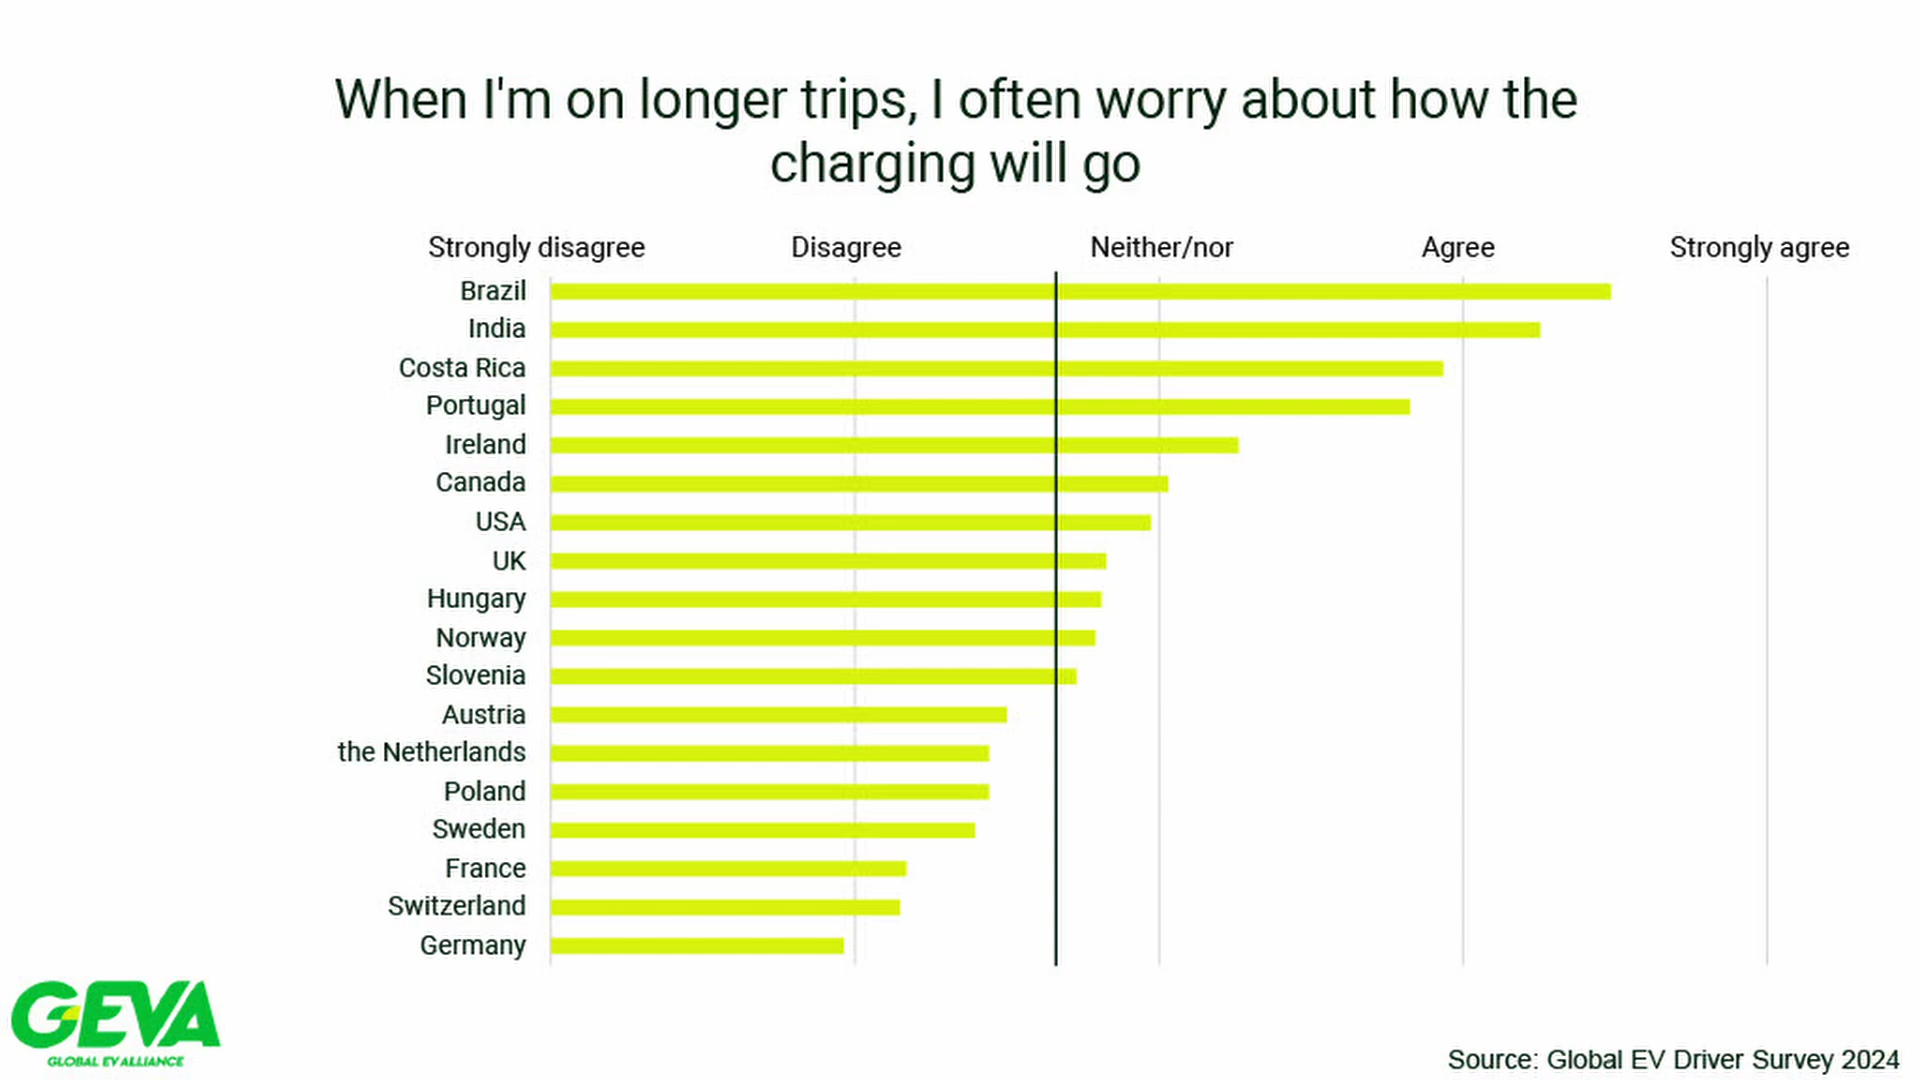 When I'm on longer trips, I often worry about how the
charging will go
Strongly disagree Disagree Neither/nor Agree Strongly agree
Brazil
India
Costa Rica
Portugal
Ireland
Canada
USA
UK
Hungary
Norway
Slovenia
Austria
the Netherlands
Poland
Sweden
France
Switzerland
Germany
GEVA
GLOBAL EV ALLIANCE
Source: Global EV Driver Survey 2024